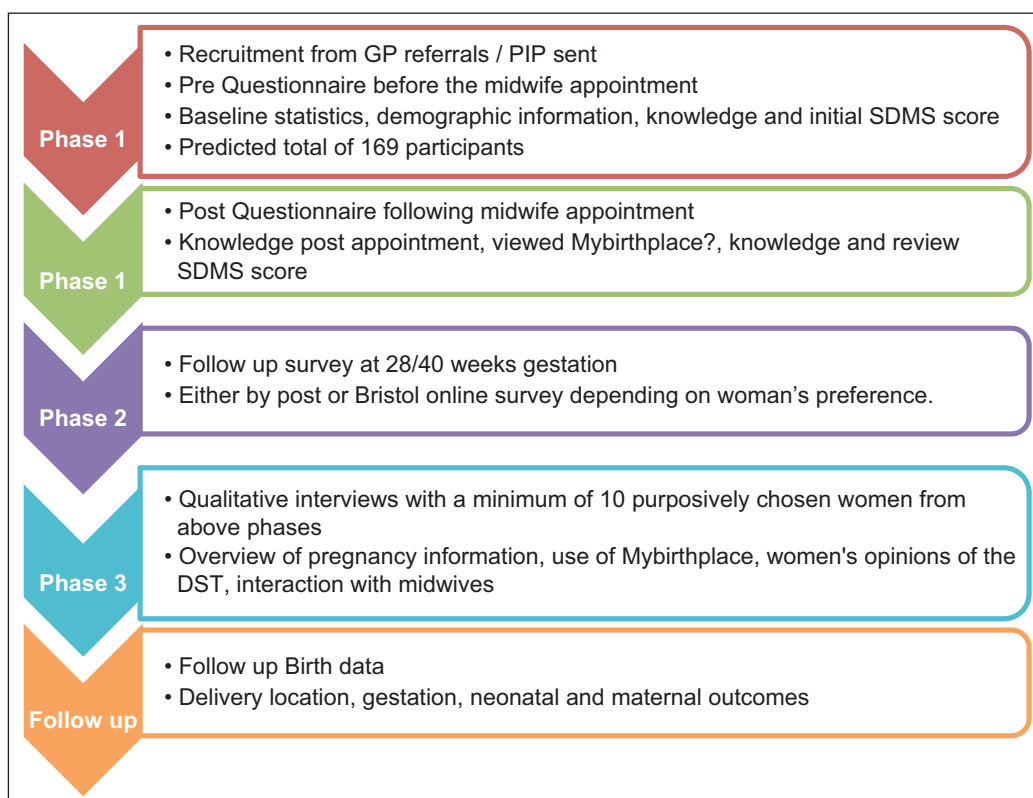 Phase 1
• Recruitment from GP referrals / PIP sent
• Pre Questionnaire before the midwife appointment
• Baseline statistics, demographic information, knowledge and initial SDMS score
• Predicted total of 169 participants
Phase 1
• Post Questionnaire following midwife appointment
• Knowledge post appointment, viewed Mybirthplace?, knowledge and review
SDMS score
Phase 2
• Follow up survey at 28/40 weeks gestation
• Either by post or Bristol online survey depending on woman’s preference.
Phase 3
• Qualitative interviews with a minimum of 10 purposively chosen women from
above phases
• Overview of pregnancy information, use of Mybirthplace, women's opinions of the
DST, interaction with midwives
Follow up
• Follow up Birth data
• Delivery location, gestation, neonatal and maternal outcomes